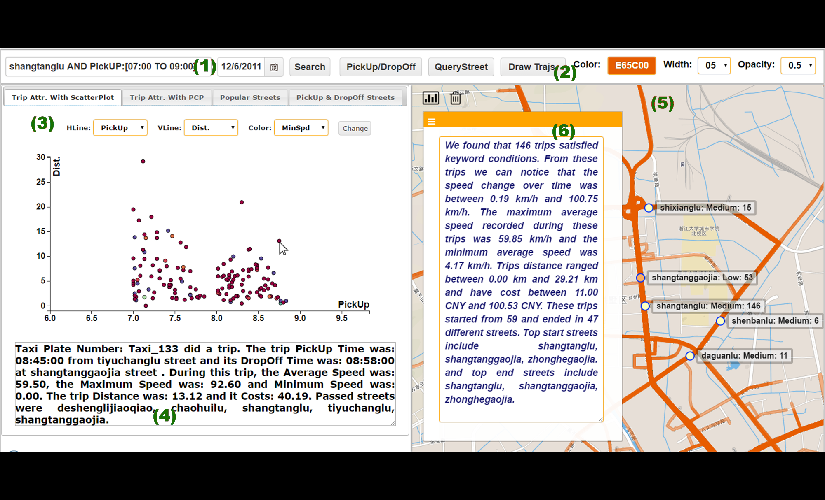 shangtanglu AND PickUP:[07:00 TO 09:00] (1) 12/6/2011 Search PickUp/DropOff QueryStreet Draw Trajs (2) Color: E65C00 Width: 05 Opacity: 0.5
Trip Attr. With ScatterPlot Trip Attr. With PCP Popular Streets PickUp & DropOff Streets
(3) HLine: PickUp VLine: Dist. Color: MinSpd Change
Dist.
30
25
20
15
10
5
0
PickUp
6.0 6.5 7.0 7.5 8.0 8.5 9.0 9.5
Taxi Plate Number: Taxi_133 did a trip. The trip PickUp Time was:
08:45:00 from tiyuchanglu street and its DropOff Time was: 08:58:00
at shangtanggaojia street . During this trip, the Average Speed was:
59.50, the Maximum Speed was: 92.60 and Minimum Speed was:
0.00. The trip Distance was: 13.12 and it Costs: 40.19. Passed streets
were deshenglijiaoqiao, chaohuilu, shangtanglu, tiyuchanglu,
shangtanggaojia.
(4)
(6)
We found that 146 trips satisfied
keyword conditions. From these
trips we can notice that the
speed change over time was
between 0.19 km/h and 100.75
km/h. The maximum average
speed recorded during these
trips was 59.85 km/h and the
minimum average speed was
4.17 km/h. Trips distance ranged
between 0.00 km and 29.21 km
and have cost between 11.00
CNY and 100.53 CNY. These trips
started from 59 and ended in 47
different streets. Top start streets
include shangtanglu,
shangtanggaojia, zhonghegaojia.
and top end streets include
shangtanglu, shangtanggaojia,
zhonghegaojia.
(5)
shixianglu: Medium: 15
shangtanggaojia: Low: 53
shangtanglu: Medium: 146
shenbanlu: Medium: 6
daguanlu: Medium: 11